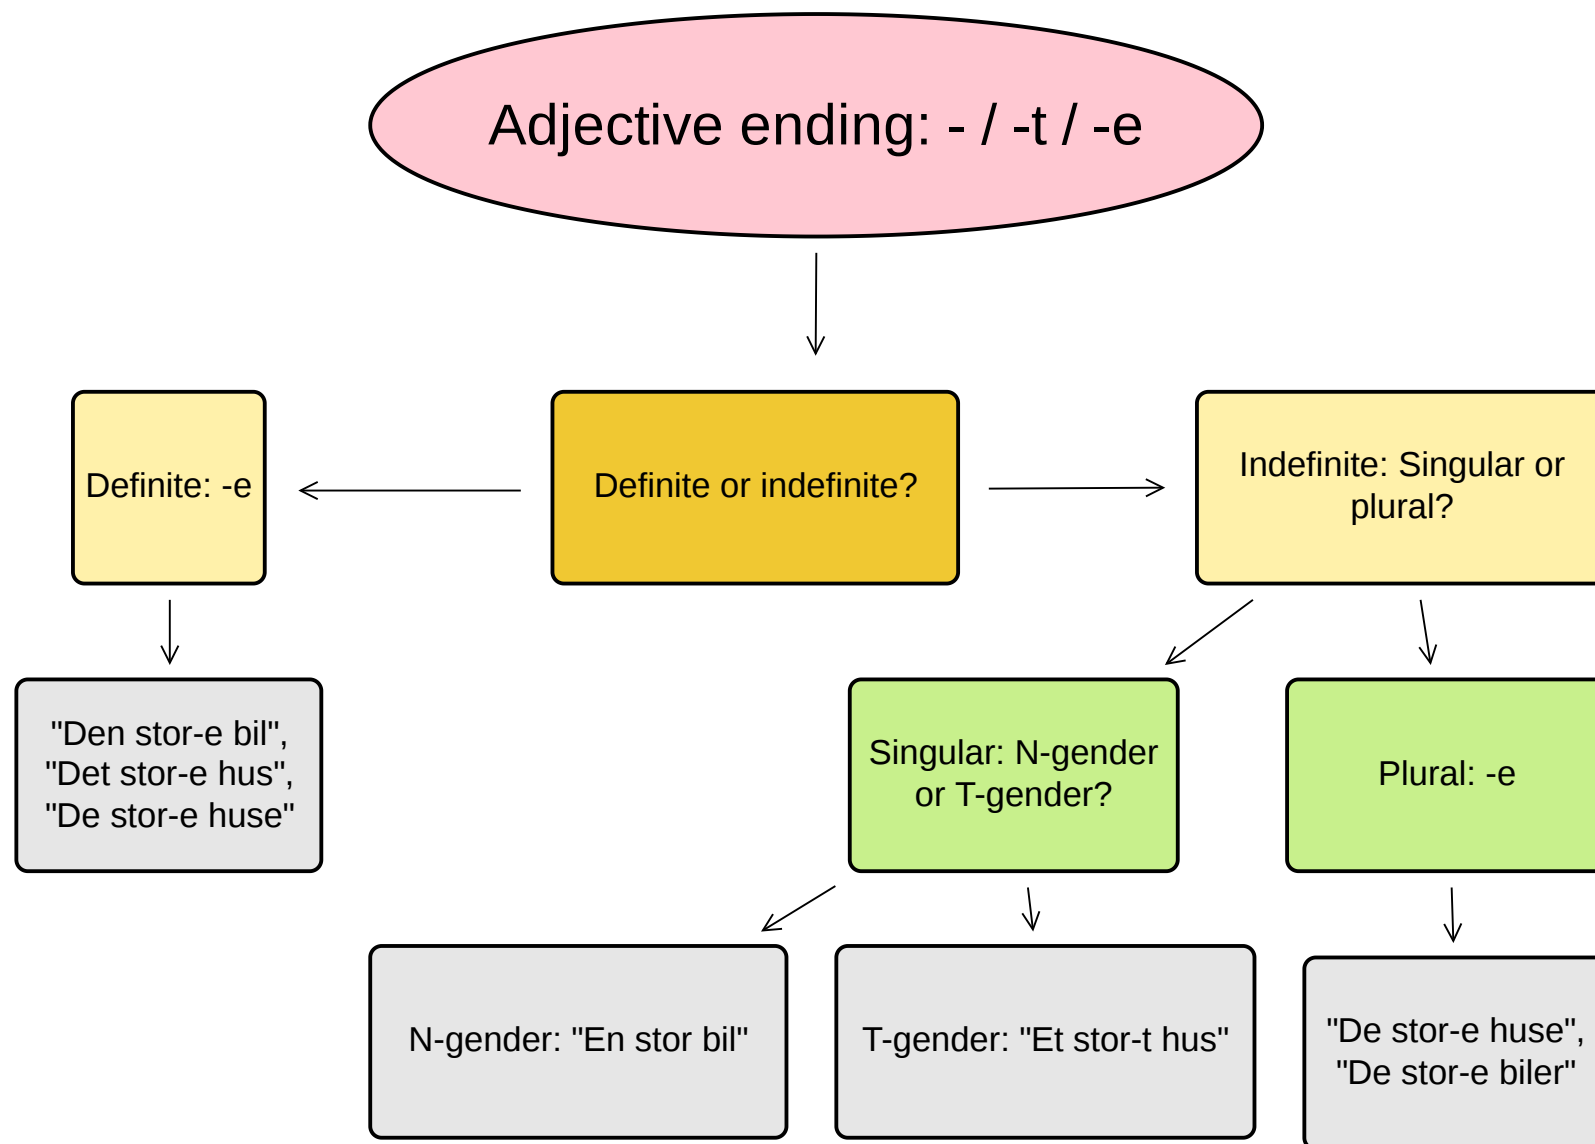 Adjective ending: - / -t / -e
Definite: -e
Definite or indefinite?
Indefinite: Singular or
plural?
"Den stor-e bil",
"Det stor-e hus",
"De stor-e huse"
Singular: N-gender
or T-gender?
Plural: -e
N-gender: "En stor bil"
T-gender: "Et stor-t hus"
"De stor-e huse",
"De stor-e biler"